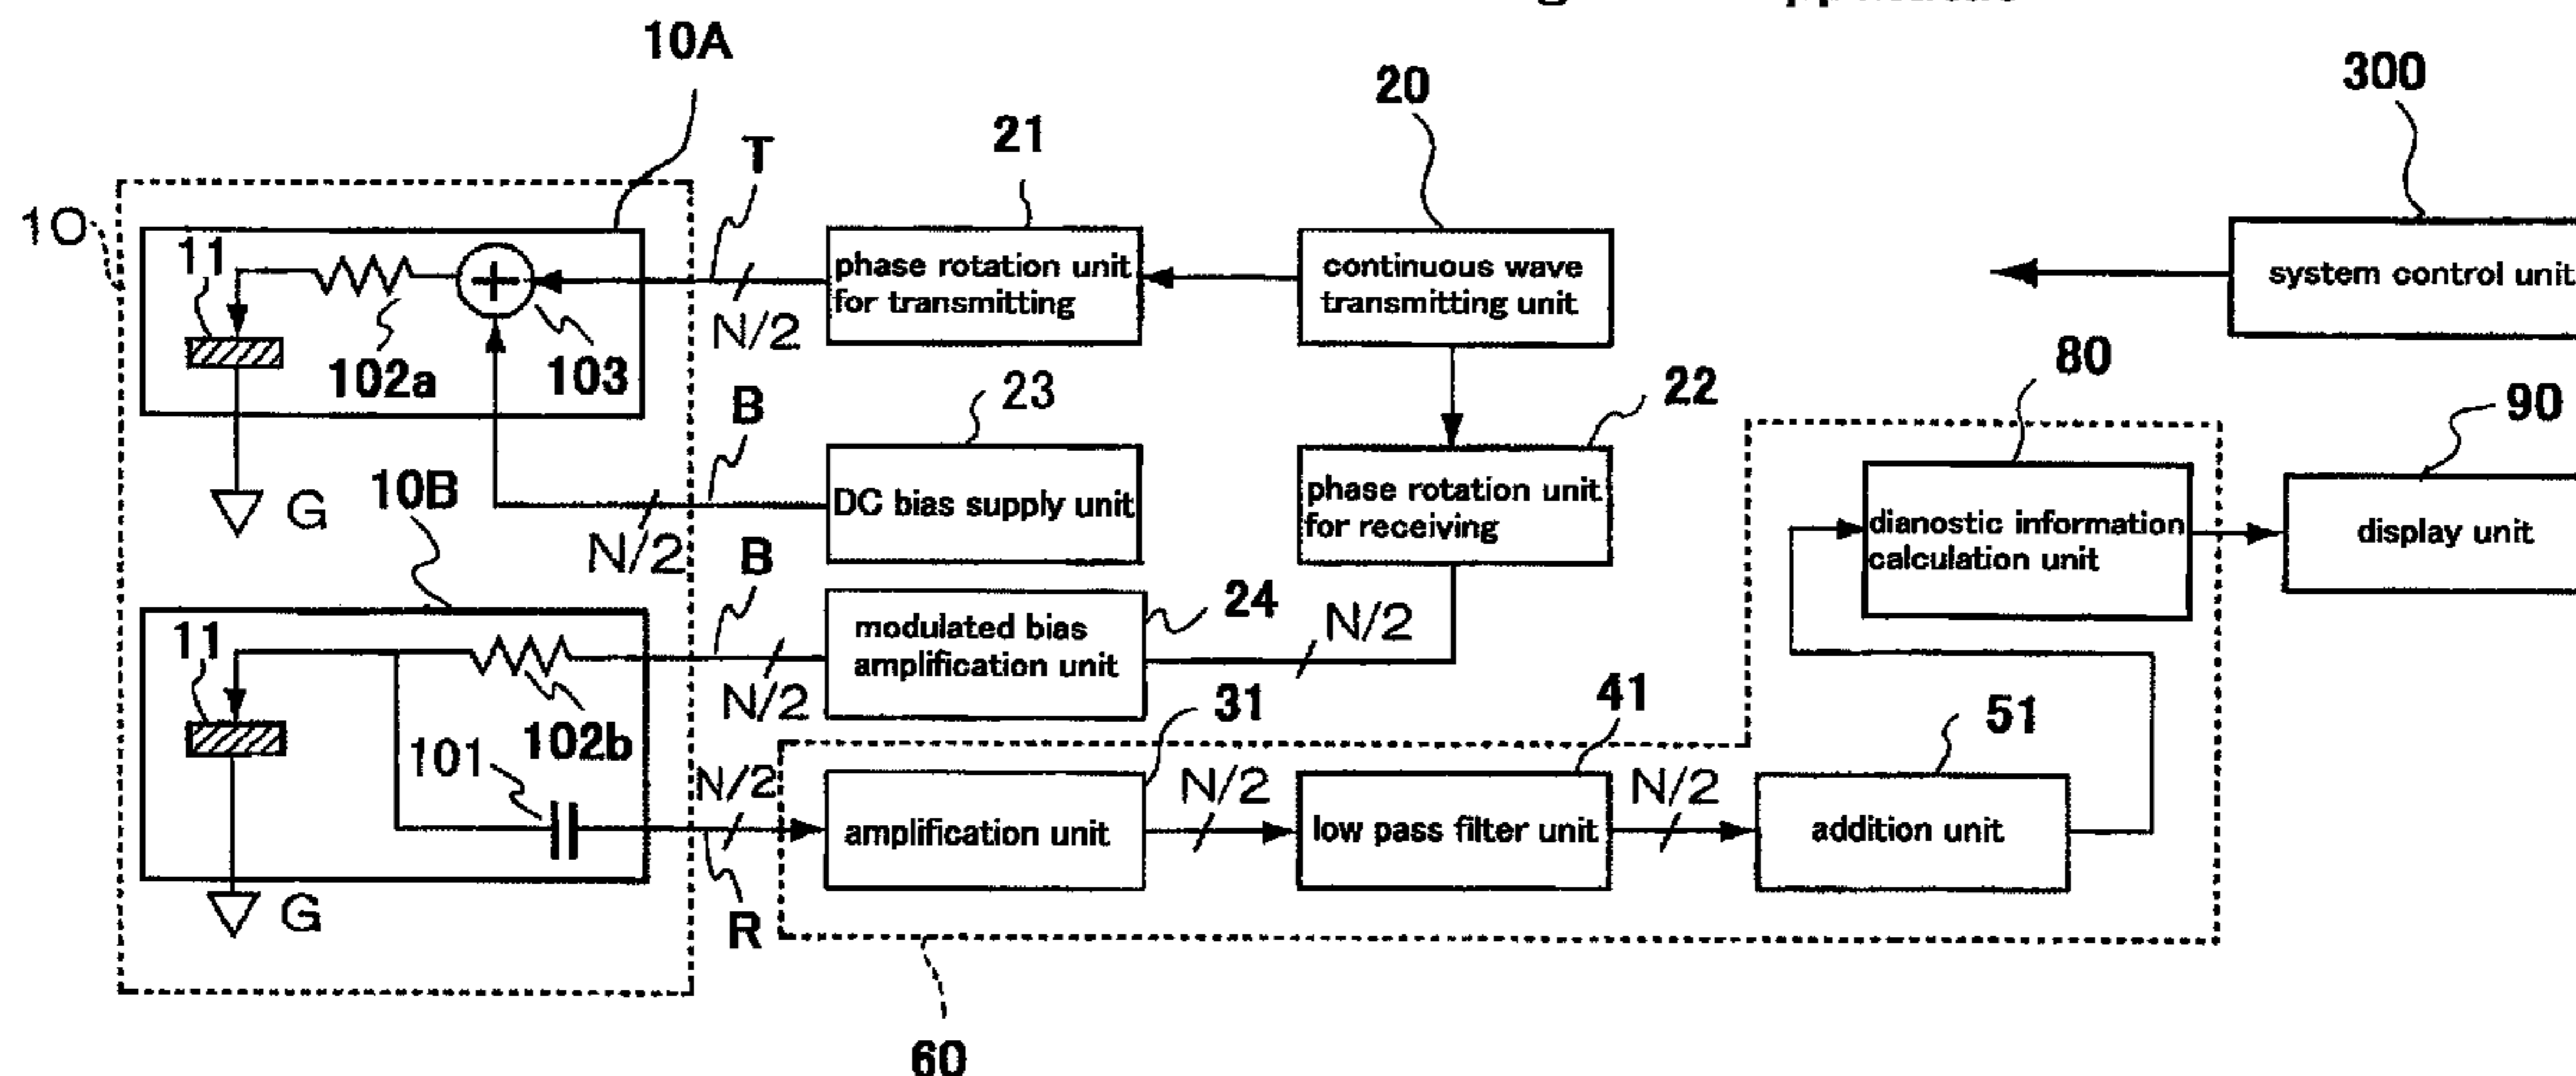 10A
300
20
21
T
10
11
phase rotation unit
for transmitting
continuous wave
transmitting unit
system control unit
N/2
102a
103
80
B
23
22
90
10B
G
DC bias supply unit
phase rotation unit
for receiving
dianostic information
calculation unit
display unit
N/2
B
24
N/2
11
modulated bias
amplification unit
N/2
31
41
51
102b
101
N/2
N/2
N/2
amplification unit
low pass filter unit
addition unit
G
R
60